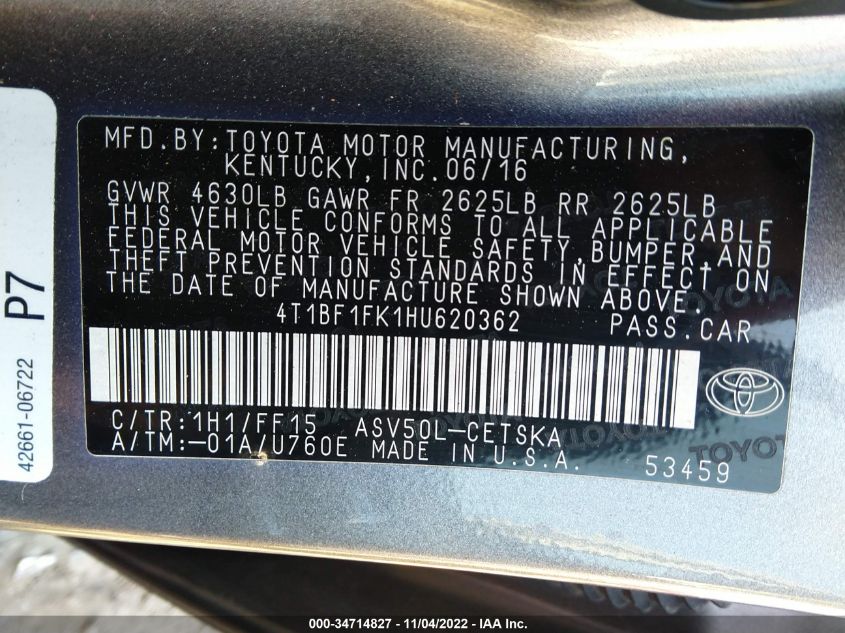 MFD.BY:TOYOTA MOTOR MANUFACTURING,
KENTUCKY,INC.06/16
GVWR 4630LB GAWR FR 2625LB RR 2625LB
THIS VEHICLE CONFORMS TO ALL APPLICABLE
FEDERAL MOTOR VEHICLE SAFETY,BUMPER,AND
THEFT PREVENTION STANDARDS IN EFFECT ON
THE DATE OF MANUFACTURE SHOWN ABOVE.
4T1BF1FK1HU620362 PASS.CAR
C/TR:1H1/FF15 ASV50L-CETSKA
A/TM:-01A/U760E MADE IN U.S.A.
53459
TOYOTA
P7
42661-06722
000-34714827 - 11/04/2022 - IAA Inc.